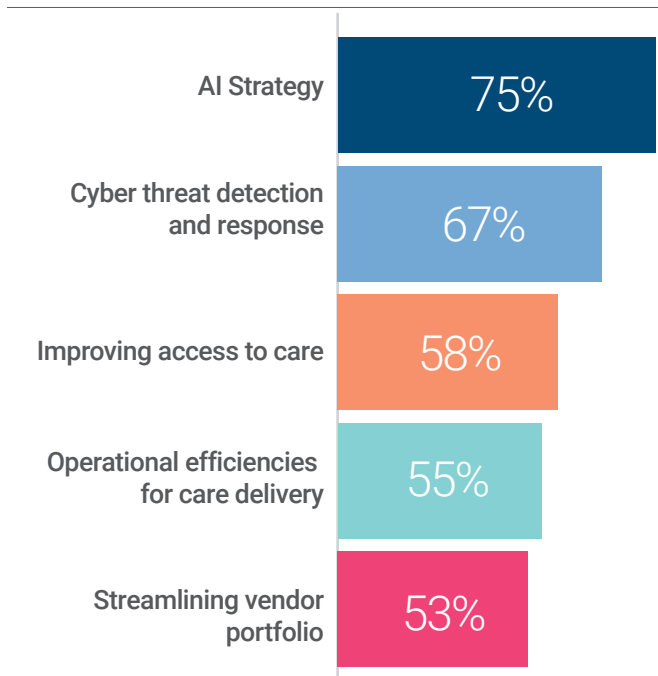 AI Strategy
75%
Cyber threat detection
and response
67%
Improving access to care
58%
Operational efficiencies
for care delivery
55%
Streamlining vendor
portfolio
53%